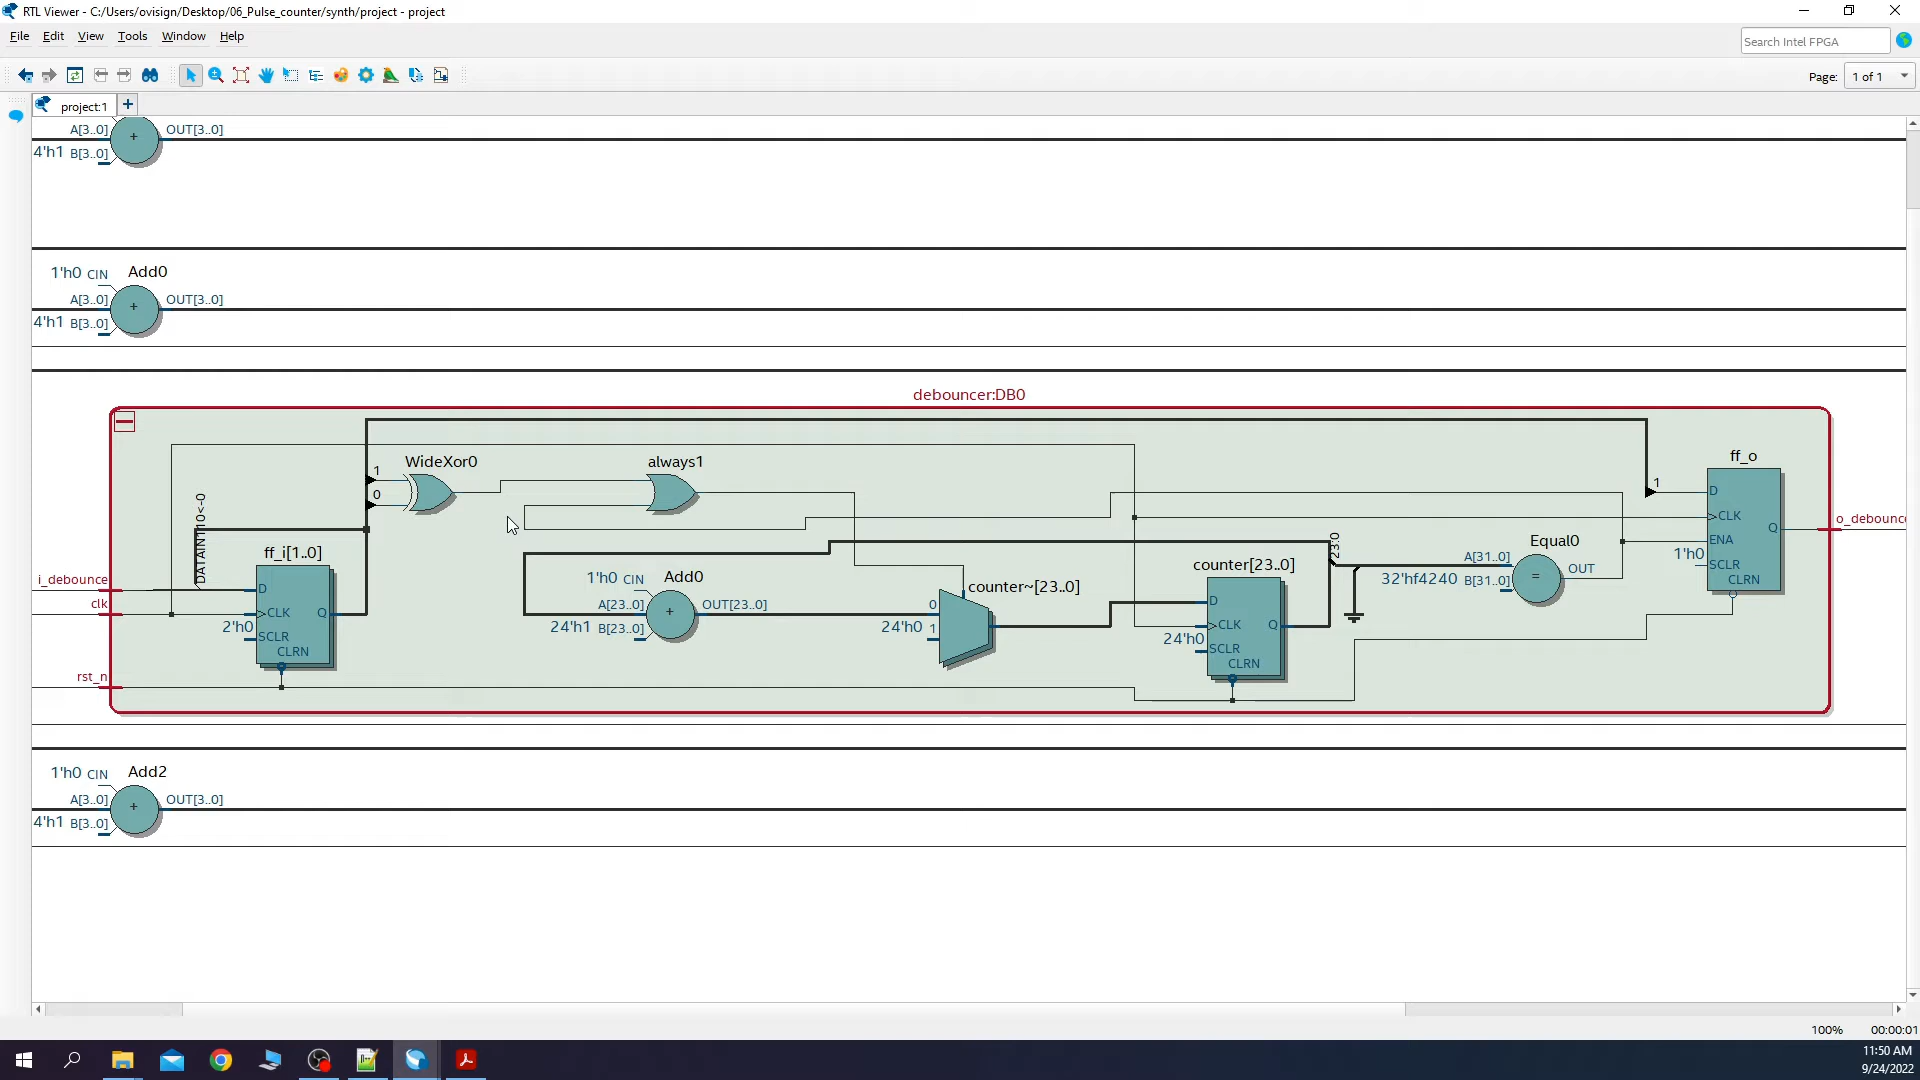 RTL Viewer - C:/Users/ovisign/Desktop/06_Pulse_counter/synth/project - project
File Edit View Tools Window Help
Search Intel FPGA
Page: 1 of 1
project:1
A[3..0] + OUT[3..0]
4'h1 B[3..0]
1'h0 CIN Add0
A[3..0] + OUT[3..0]
4'h1 B[3..0]
debouncer:DB0
WideXor0
1
0
always1
ff_o
1
D
CLK
Q
ENA
1'h0
SCLR
CLRN
o_debounce
ff_i[1..0]
i_debounce
clk
D
CLK
Q
2'h0
SCLR
CLRN
rst_n
1'h0 CIN Add0
A[23..0] + OUT[23..0]
24'h1 B[23..0]
counter~[23..0]
0
24'h0 1
23:0
counter[23..0]
D
CLK
Q
24'h0
SCLR
CLRN
Equal0
A[31..0] = OUT
32'hf4240 B[31..0]
1'h0 CIN Add2
A[3..0] + OUT[3..0]
4'h1 B[3..0]
100% 00:00:01
11:50 AM
9/24/2022